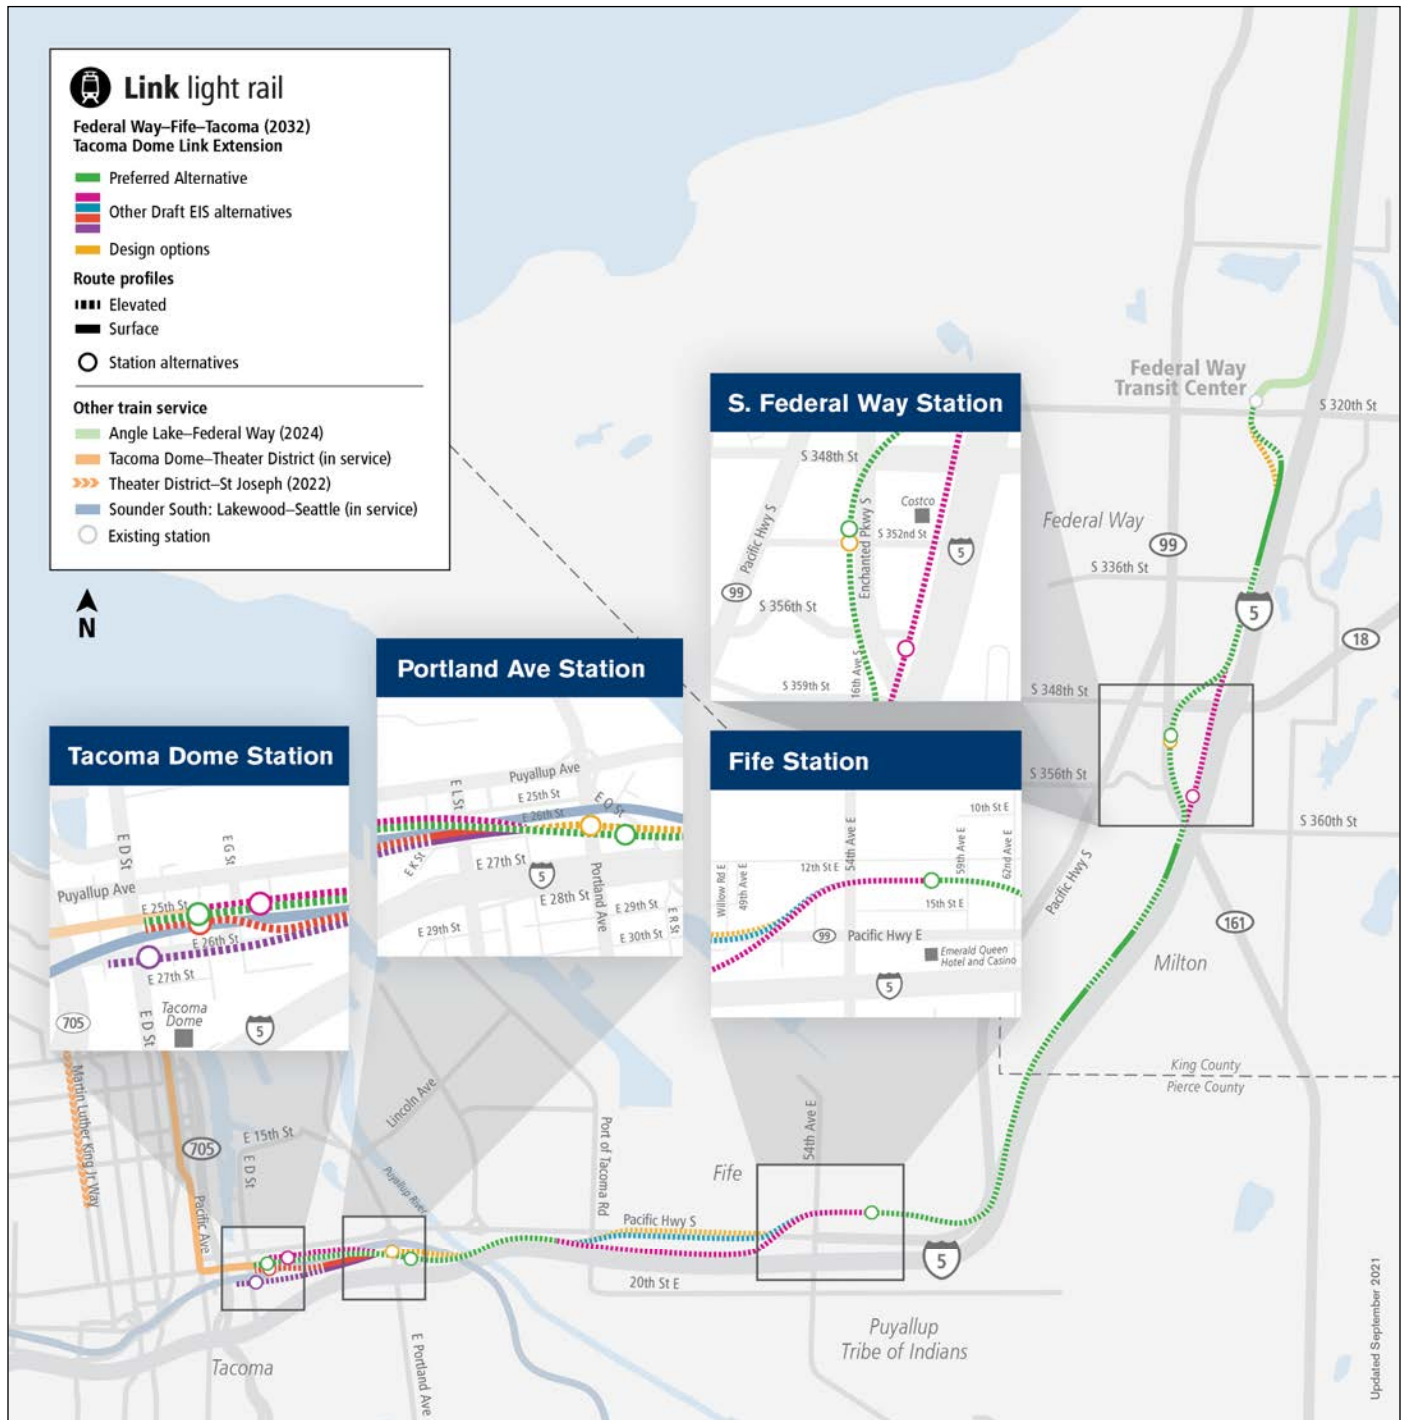 Link light rail
Federal Way–Fife–Tacoma (2032)
Tacoma Dome Link Extension
Preferred Alternative
Other Draft EIS alternatives
Design options
Route profiles
Elevated
Surface
Station alternatives
Other train service
Angle Lake–Federal Way (2024)
Tacoma Dome–Theater District (in service)
Theater District–St Joseph (2022)
Sounder South: Lakewood–Seattle (in service)
Existing station
N
Federal Way
Transit Center
S 320th St
Federal Way
99
S 336th St
5
18
S 348th St
S 356th St
S 360th St
Pacific Hwy S
161
Milton
King County
Pierce County
S. Federal Way Station
S 348th St
Pacific Hwy S
Enchanted Pkwy S
Costco
S 352nd St
5
99
S 356th St
16th Ave S
S 359th St
Portland Ave Station
Puyallup Ave
E L St
E 25th St
E Q St
E 26th St
E K St
E 27th St
5
E 28th St
Portland Ave
E 29th St
E 29th St
E R St
E 30th St
Fife Station
10th St E
54th Ave E
59th Ave E
62nd Ave E
12th St E
Willow Rd E
49th Ave E
15th St E
99
Pacific Hwy E
Emerald Queen
Hotel and Casino
5
Tacoma Dome Station
E D St
E G St
Puyallup Ave
E 25th St
E 26th St
E 27th St
Tacoma
Dome
705
E D St
5
Martin Luther King Jr Way
705
E 15th St
E D St
Pacific Ave
Lincoln Ave
Puyallup River
Port of Tacoma Rd
54th Ave E
Fife
Pacific Hwy S
5
20th St E
Puyallup
Tribe of Indians
Tacoma
E Portland Ave
Updated September 2021